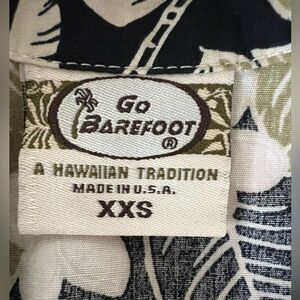 Go
BAREFOOT
®
A HAWAIIAN TRADITION
MADE IN U.S.A.
XXS